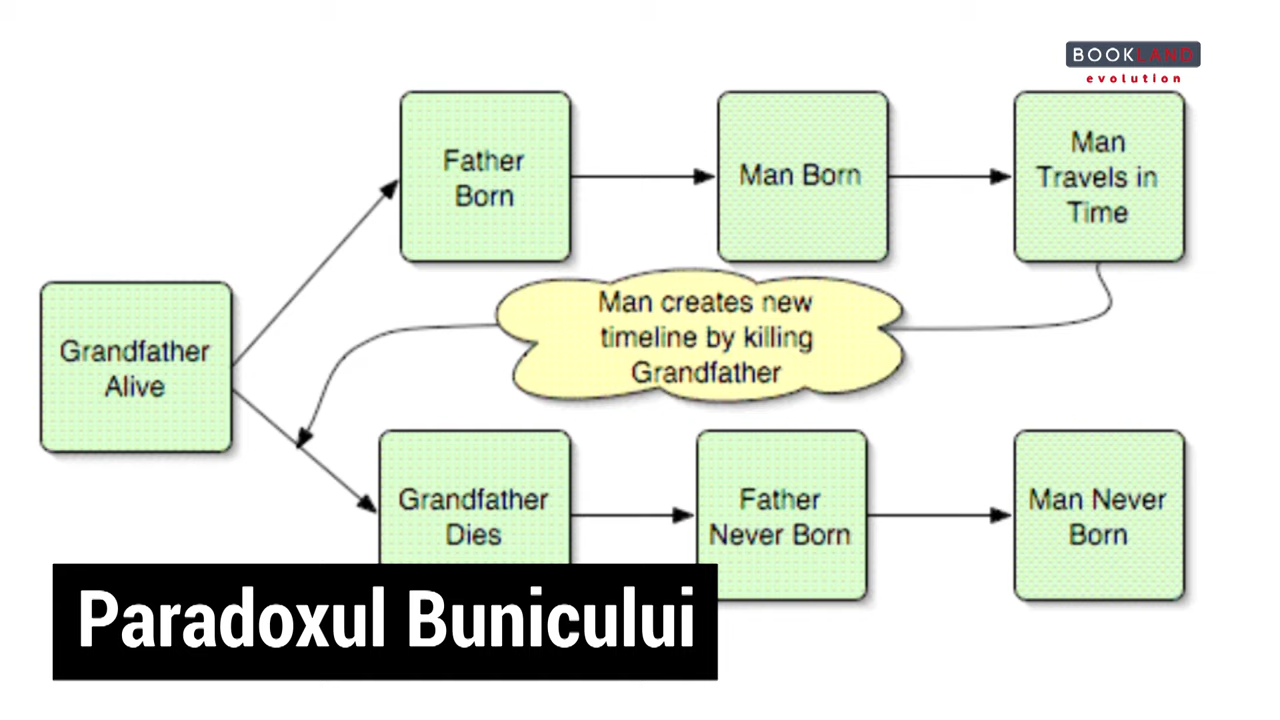 BOOKLAND
evolution
Father
Born
Man Born
Man
Travels in
Time
Grandfather
Alive
Man creates new
timeline by killing
Grandfather
Grandfather
Dies
Father
Never Born
Man Never
Born
Paradoxul Bunicului